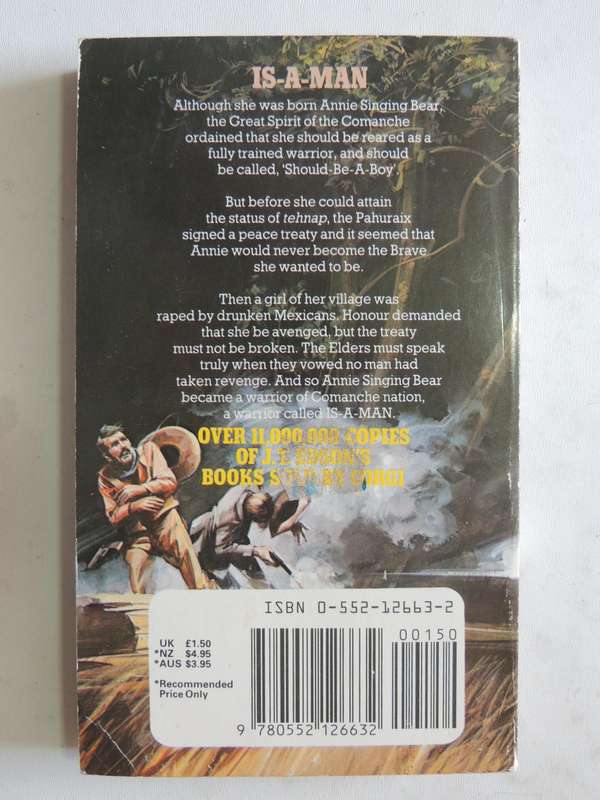 IS-A-MAN
Although she was born Annie Singing Bear,
the Great Spirit of the Comanche
ordained that she should be reared as a
fully trained warrior, and should
be called, 'Should-Be-A-Boy'.
But before she could attain
the status of tehnap, the Pahuraix
signed a peace treaty and it seemed that
Annie would never become the Brave
she wanted to be.
Then a girl of her village was
raped by drunken Mexicans. Honour demanded
that she be avenged, but the treaty
must not be broken. The Elders must speak
truly when they vowed no man had
taken revenge. And so Annie Singing Bear
became a warrior of Comanche nation,
a warrior called IS-A-MAN.
OVER 11,000,000 COPIES
OF J.T. EDSON'S
BOOKS SOLD BY CORGI
ISBN 0-552-12663-2
00150
UK £1.50
*NZ $4.95
*AUS $3.95
*Recommended
Price Only
9 780552 126632